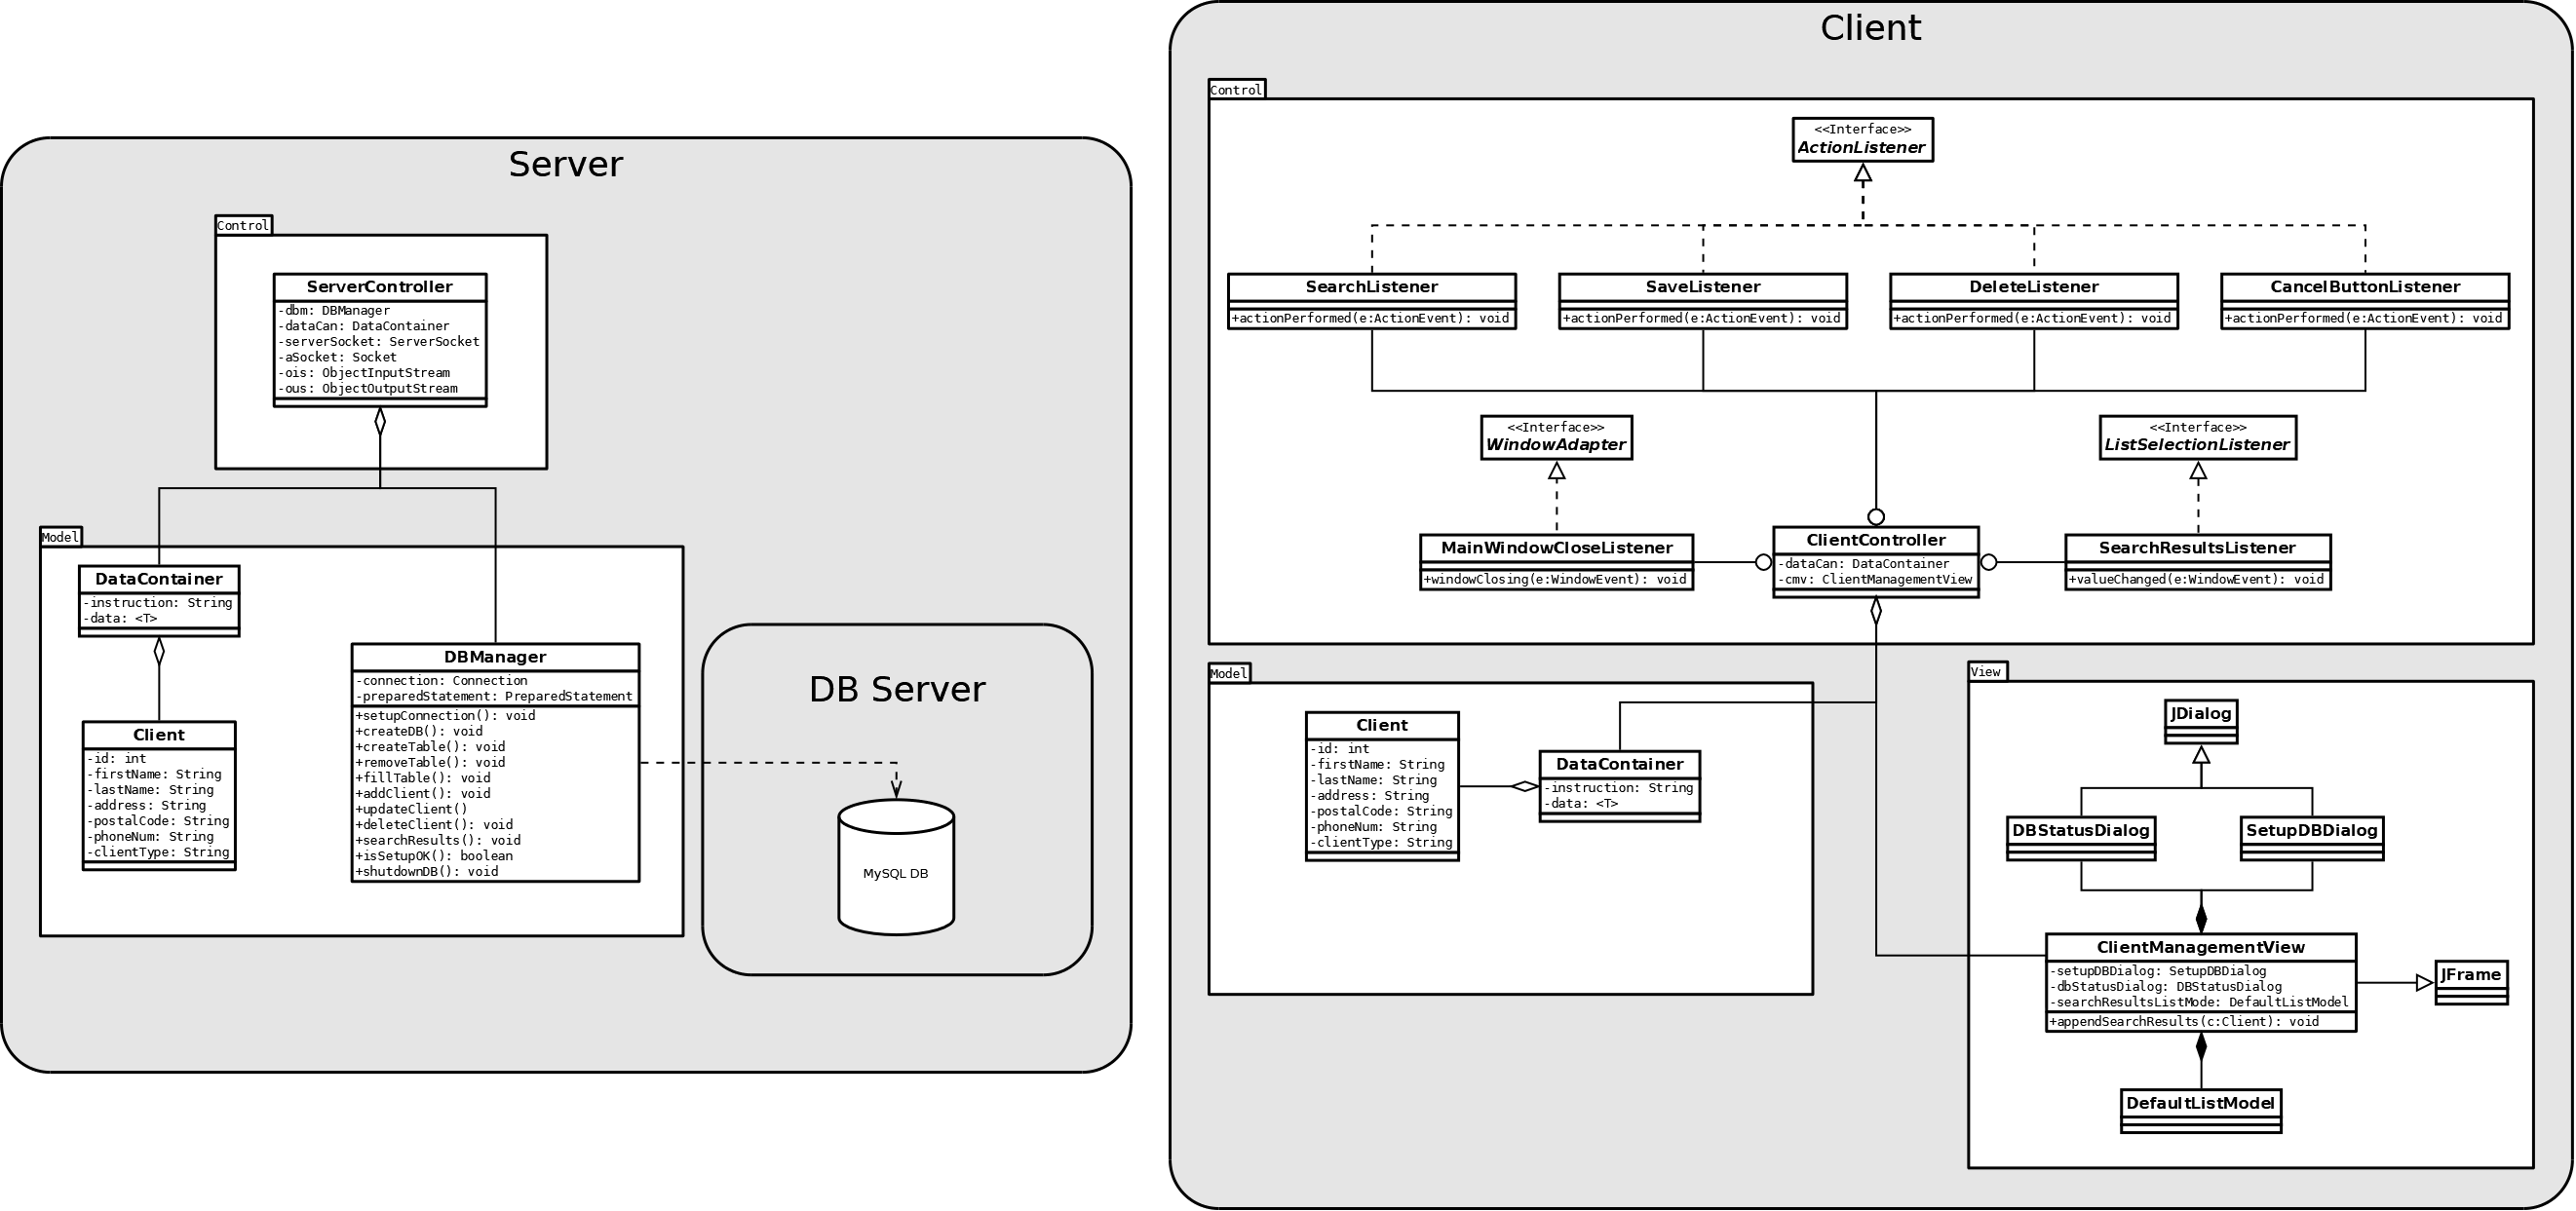 Server
Control
ServerController
-dbm: DBManager
-dataCan: DataContainer
-serverSocket: ServerSocket
-aSocket: Socket
-ois: ObjectInputStream
-ous: ObjectOutputStream
Model
DataContainer
-instruction: String
-data: <T>
Client
-id: int
-firstName: String
-lastName: String
-address: String
-postalCode: String
-phoneNum: String
-clientType: String
DBManager
-connection: Connection
-preparedStatement: PreparedStatement
+setupConnection(): void
+createDB(): void
+createTable(): void
+removeTable(): void
+fillTable(): void
+addClient(): void
+updateClient()
+deleteClient(): void
+searchResults(): void
+isSetupOK(): boolean
+shutdownDB(): void
DB Server
MySQL DB
Client
Control
<<Interface>>
ActionListener
SearchListener
+actionPerformed(e:ActionEvent): void
SaveListener
+actionPerformed(e:ActionEvent): void
DeleteListener
+actionPerformed(e:ActionEvent): void
CancelButtonListener
+actionPerformed(e:ActionEvent): void
<<Interface>>
WindowAdapter
<<Interface>>
ListSelectionListener
MainWindowCloseListener
+windowClosing(e:WindowEvent): void
ClientController
-dataCan: DataContainer
-cmv: ClientManagementView
SearchResultsListener
+valueChanged(e:WindowEvent): void
Model
Client
-id: int
-firstName: String
-lastName: String
-address: String
-postalCode: String
-phoneNum: String
-clientType: String
DataContainer
-instruction: String
-data: <T>
View
JDialog
DBStatusDialog
SetupDBDialog
ClientManagementView
-setupDBDialog: SetupDBDialog
-dbStatusDialog: DBStatusDialog
-searchResultsListMode: DefaultListModel
+appendSearchResults(c:Client): void
JFrame
DefaultListModel